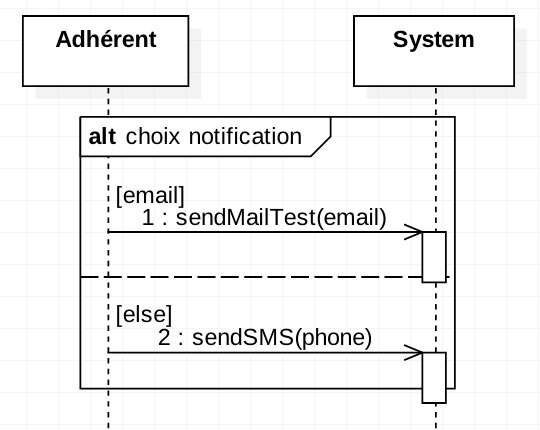 Adhérent
System
alt choix notification
[email]
1 : sendMailTest(email)
[else]
2 : sendSMS(phone)